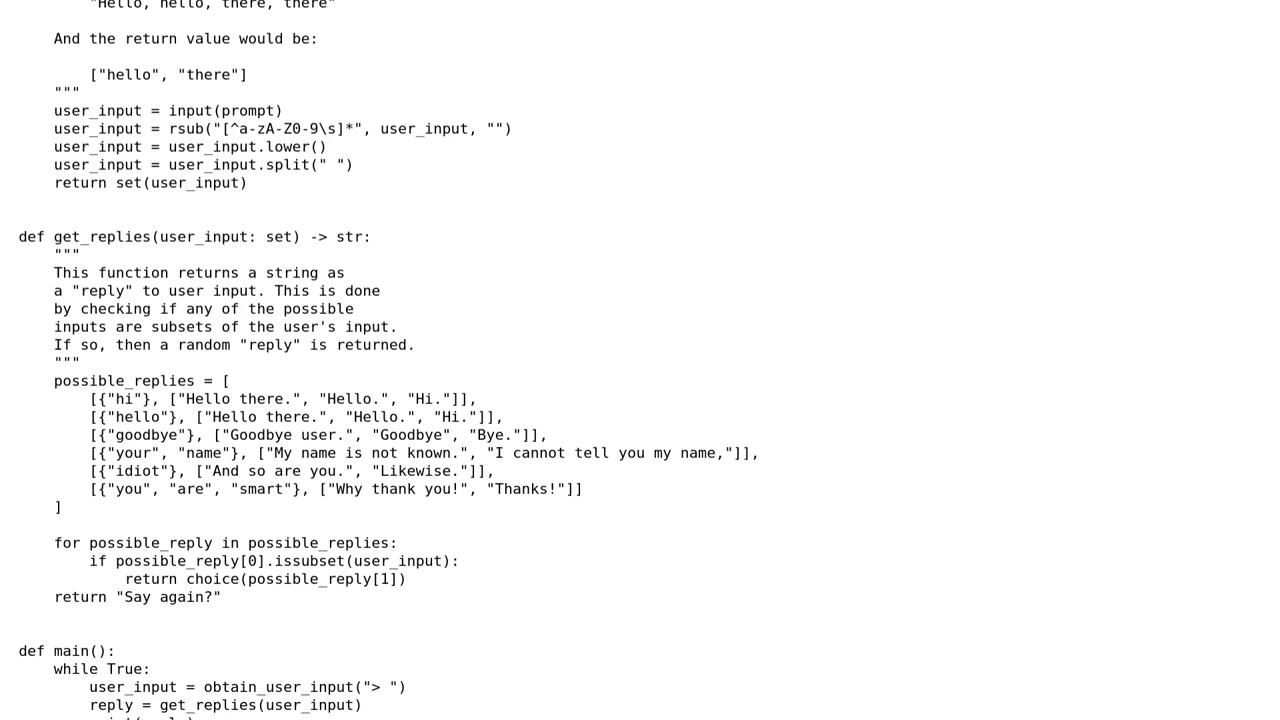 "Hello, hello, there, there"

    And the return value would be:

        ["hello", "there"]
    """
    user_input = input(prompt)
    user_input = rsub("[^a-zA-Z0-9\s]*", user_input, "")
    user_input = user_input.lower()
    user_input = user_input.split(" ")
    return set(user_input)


def get_replies(user_input: set) -> str:
    """
    This function returns a string as
    a "reply" to user input. This is done
    by checking if any of the possible
    inputs are subsets of the user's input.
    If so, then a random "reply" is returned.
    """
    possible_replies = [
        [{"hi"}, ["Hello there.", "Hello.", "Hi."]],
        [{"hello"}, ["Hello there.", "Hello.", "Hi."]],
        [{"goodbye"}, ["Goodbye user.", "Goodbye", "Bye."]],
        [{"your", "name"}, ["My name is not known.", "I cannot tell you my name,"]],
        [{"idiot"}, ["And so are you.", "Likewise."]],
        [{"you", "are", "smart"}, ["Why thank you!", "Thanks!"]]
    ]

    for possible_reply in possible_replies:
        if possible_reply[0].issubset(user_input):
            return choice(possible_reply[1])
    return "Say again?"


def main():
    while True:
        user_input = obtain_user_input("> ")
        reply = get_replies(user_input)